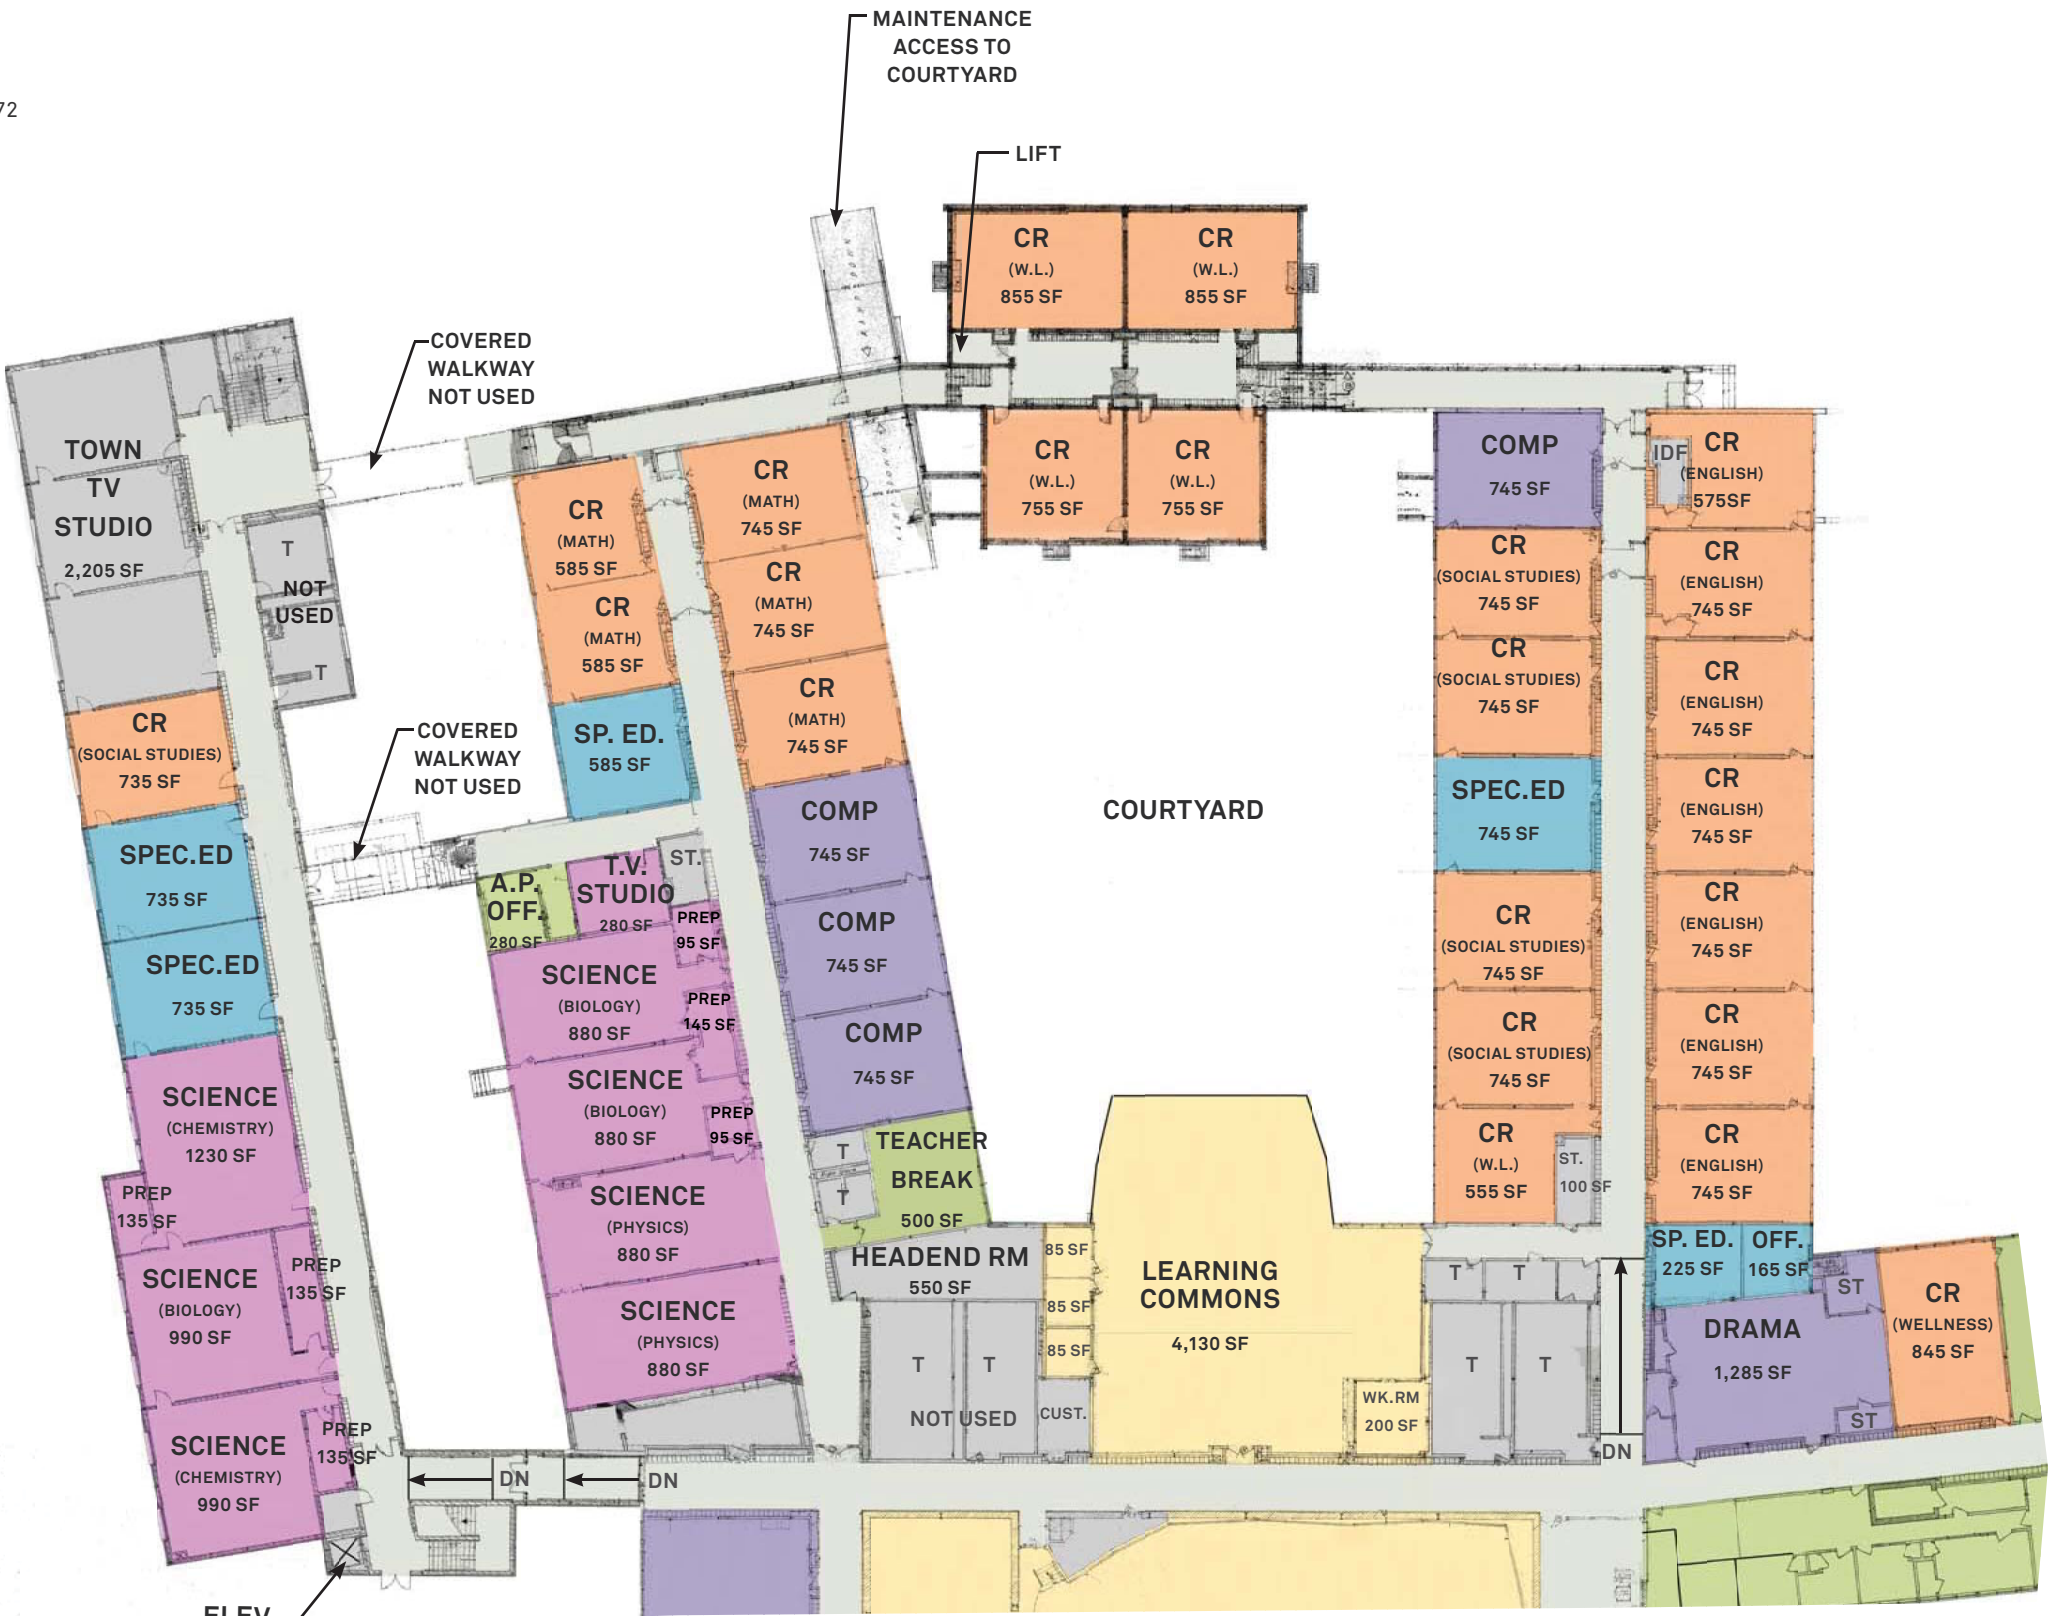 MAINTENANCE
ACCESS TO
COURTYARD
72
LIFT
CR
(W.L.)
855 SF
CR
(W.L.)
855 SF
COVERED
WALKWAY
NOT USED
TOWN
TV
STUDIO
2,205 SF
T
NOT
USED
T
CR
(MATH)
585 SF
CR
(MATH)
585 SF
CR
(MATH)
745 SF
CR
(MATH)
745 SF
CR
(MATH)
745 SF
CR
(W.L.)
755 SF
CR
(W.L.)
755 SF
COMP
745 SF
IDF
CR
(ENGLISH)
575SF
CR
(SOCIAL STUDIES)
745 SF
CR
(ENGLISH)
745 SF
CR
(SOCIAL STUDIES)
745 SF
CR
(ENGLISH)
745 SF
CR
(SOCIAL STUDIES)
735 SF
COVERED
WALKWAY
NOT USED
SP. ED.
585 SF
COMP
745 SF
COURTYARD
SPEC.ED
745 SF
CR
(ENGLISH)
745 SF
SPEC.ED
735 SF
A.P.
OFF.
280 SF
T.V.
STUDIO
280 SF
ST.
PREP
95 SF
COMP
745 SF
CR
(SOCIAL STUDIES)
745 SF
CR
(ENGLISH)
745 SF
SPEC.ED
735 SF
SCIENCE
(BIOLOGY)
880 SF
PREP
145 SF
COMP
745 SF
CR
(SOCIAL STUDIES)
745 SF
CR
(ENGLISH)
745 SF
SCIENCE
(CHEMISTRY)
1230 SF
SCIENCE
(BIOLOGY)
880 SF
PREP
95 SF
T
T
TEACHER
BREAK
500 SF
CR
(W.L.)
555 SF
ST.
100 SF
CR
(ENGLISH)
745 SF
PREP
135 SF
SCIENCE
(PHYSICS)
880 SF
HEADEND RM
550 SF
85 SF
85 SF
85 SF
LEARNING
COMMONS
4,130 SF
T
T
SP. ED.
225 SF
OFF.
165 SF
ST
CR
(WELLNESS)
845 SF
SCIENCE
(BIOLOGY)
990 SF
PREP
135 SF
SCIENCE
(PHYSICS)
880 SF
T
T
NOT USED
CUST.
WK.RM
200 SF
T
T
DRAMA
1,285 SF
ST
SCIENCE
(CHEMISTRY)
990 SF
PREP
135 SF
DN
DN
DN
ELEV